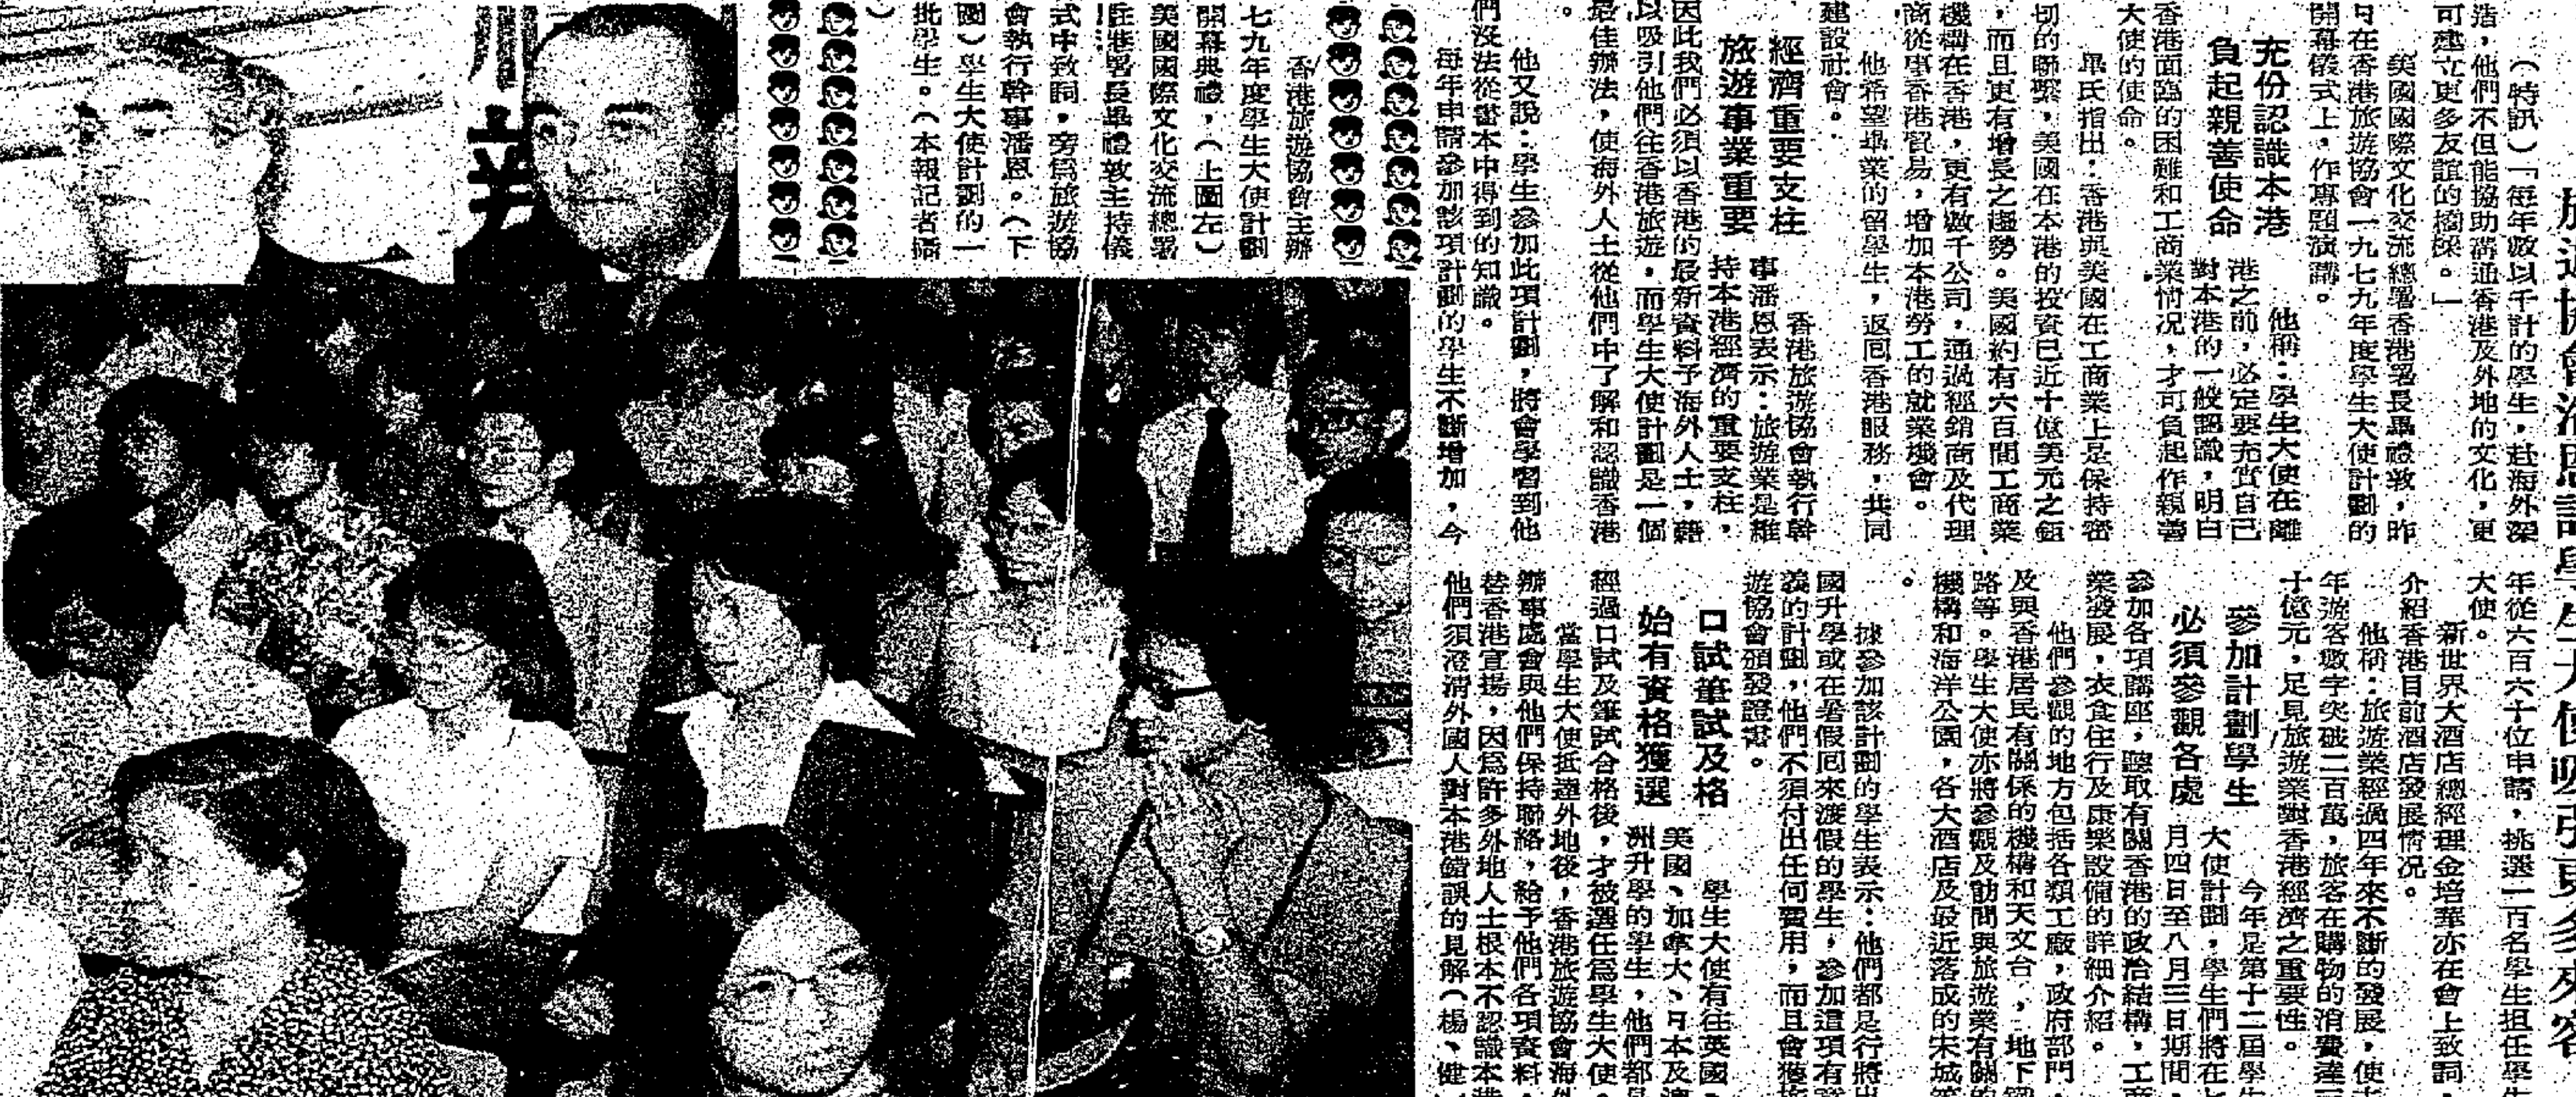 旅遊協會潘恩謂學生大使吸引更多來客
（特訊）「每年數以千計的學生，赴海外深
造，他們不但能協助溝通香港及外地的文化，更
可建立更多友誼的橋樑。」
美國國際文化交流總署香港署長畢禮敦，昨
日在香港旅遊協會一九七九年度學生大使計劃的
開幕儀式上，作專題演講。
充份認識本港
負起親善使命
他稱：學生大使在離
港之前，必定要充實自己
對本港的一般認識，明白
香港面臨的困難和工商業情況，才可負起作親善
大使的使命。
畢氏指出：香港與美國在工商業上是保持密
切的聯繫，美國在本港的投資已近十億美元之鉅
，而且更有增長之趨勢。美國約有六百間工商業
機構在香港，更有數千公司，通過經銷商及代理
商從事香港貿易，增加本港勞工的就業機會。
他希望畢業的留學生，返囘香港服務，共同
建設社會。
經濟重要支柱
旅遊事業重要
香港旅遊協會執行幹
事潘恩表示：旅遊業是維
持本港經濟的重要支柱，
因此我們必須以香港的最新資料予海外人士，藉
以吸引他們往香港旅遊，而學生大使計劃是一個
最佳辦法，使海外人士從他們中了解和認識香港
。
他又說：學生參加此項計劃，將會學習到他
們沒法從書本中得到的知識。
每年申請參加該項計劃的學生不斷增加，今
年從六百六十位申請，挑選一百名學生担任學生
大使。
新世界大酒店總經理金培華亦在會上致詞，
介紹香港目前酒店發展情况。
他稱：旅遊業經過四年來不斷的發展，使去
年遊客數字突破二百萬，旅客在購物的消費達
十億元，足見旅遊業對香港經濟之重要性。
參加計劃學生
必須參觀各處
今年是第十二屆學生
大使計劃，學生們將在七
月四日至八月三日期間，
參加各項講座，聽取有關香港的政治結構，工商
業發展，衣食住行及康樂設備的詳細介紹。
他們參觀的地方包括各類工廠，政府部門，
及與香港居民有關係的機構和天文台，地下鐵
路等。學生大使亦將參觀及訪問與旅遊業有關的
機構和海洋公園，各大酒店及最近落成的宋城等
。
據參加該計劃的學生表示：他們都是行將出
國升學或在暑假囘來渡假的學生，參加這項有意
義的計劃，他們不須付出任何費用，而且會獲旅
遊協會頒發證書。
口試筆試及格
始有資格獲選
學生大使有往英國、
美國、加拿大、日本及澳
洲升學的學生，他們都是
經過口試及筆試合格後，才被選任爲學生大使。
當學生大使抵達外地後，香港旅遊協會海外
辦事處會與他們保持聯絡，給予他們各項資料，
替香港宣揚，因爲許多外地人士根本不認識本港
他們須澄清外國人對本港錯誤的見解（楊、健）
香港旅遊協會主辦
七九年度學生大使計劃
開幕典禮，（上圖左）
美國國際文化交流總署
駐港署長畢禮敦主持儀
式中致詞，旁爲旅遊協
會執行幹事潘恩。（下
圖）學生大使計劃的一
批學生。（本報記者攝
）